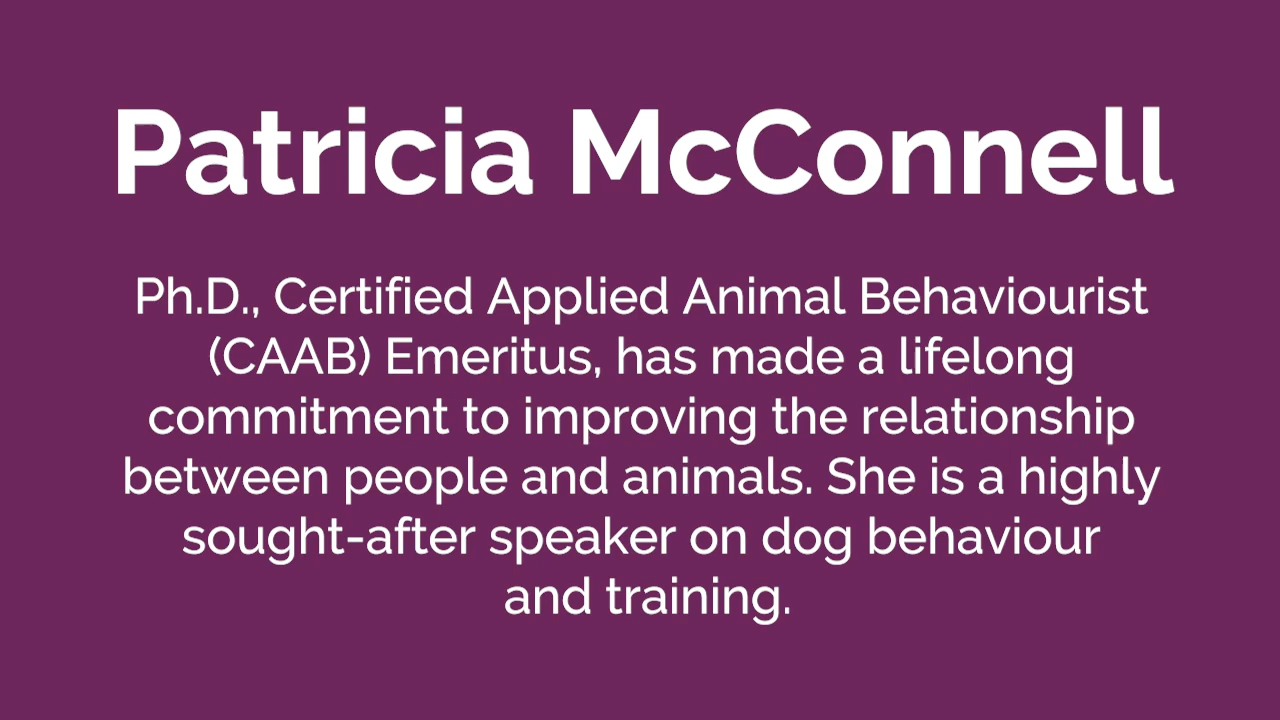 Patricia McConnell
Ph.D., Certified Applied Animal Behaviourist
(CAAB) Emeritus, has made a lifelong
commitment to improving the relationship
between people and animals. She is a highly
sought-after speaker on dog behaviour
and training.